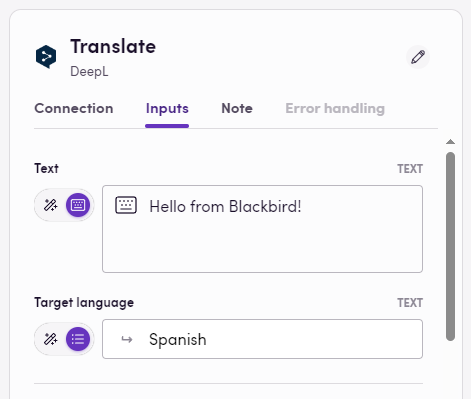 Translate
DeepL
Connection Inputs Note Error handling
Text TEXT
Hello from Blackbird!
Target language TEXT
Spanish